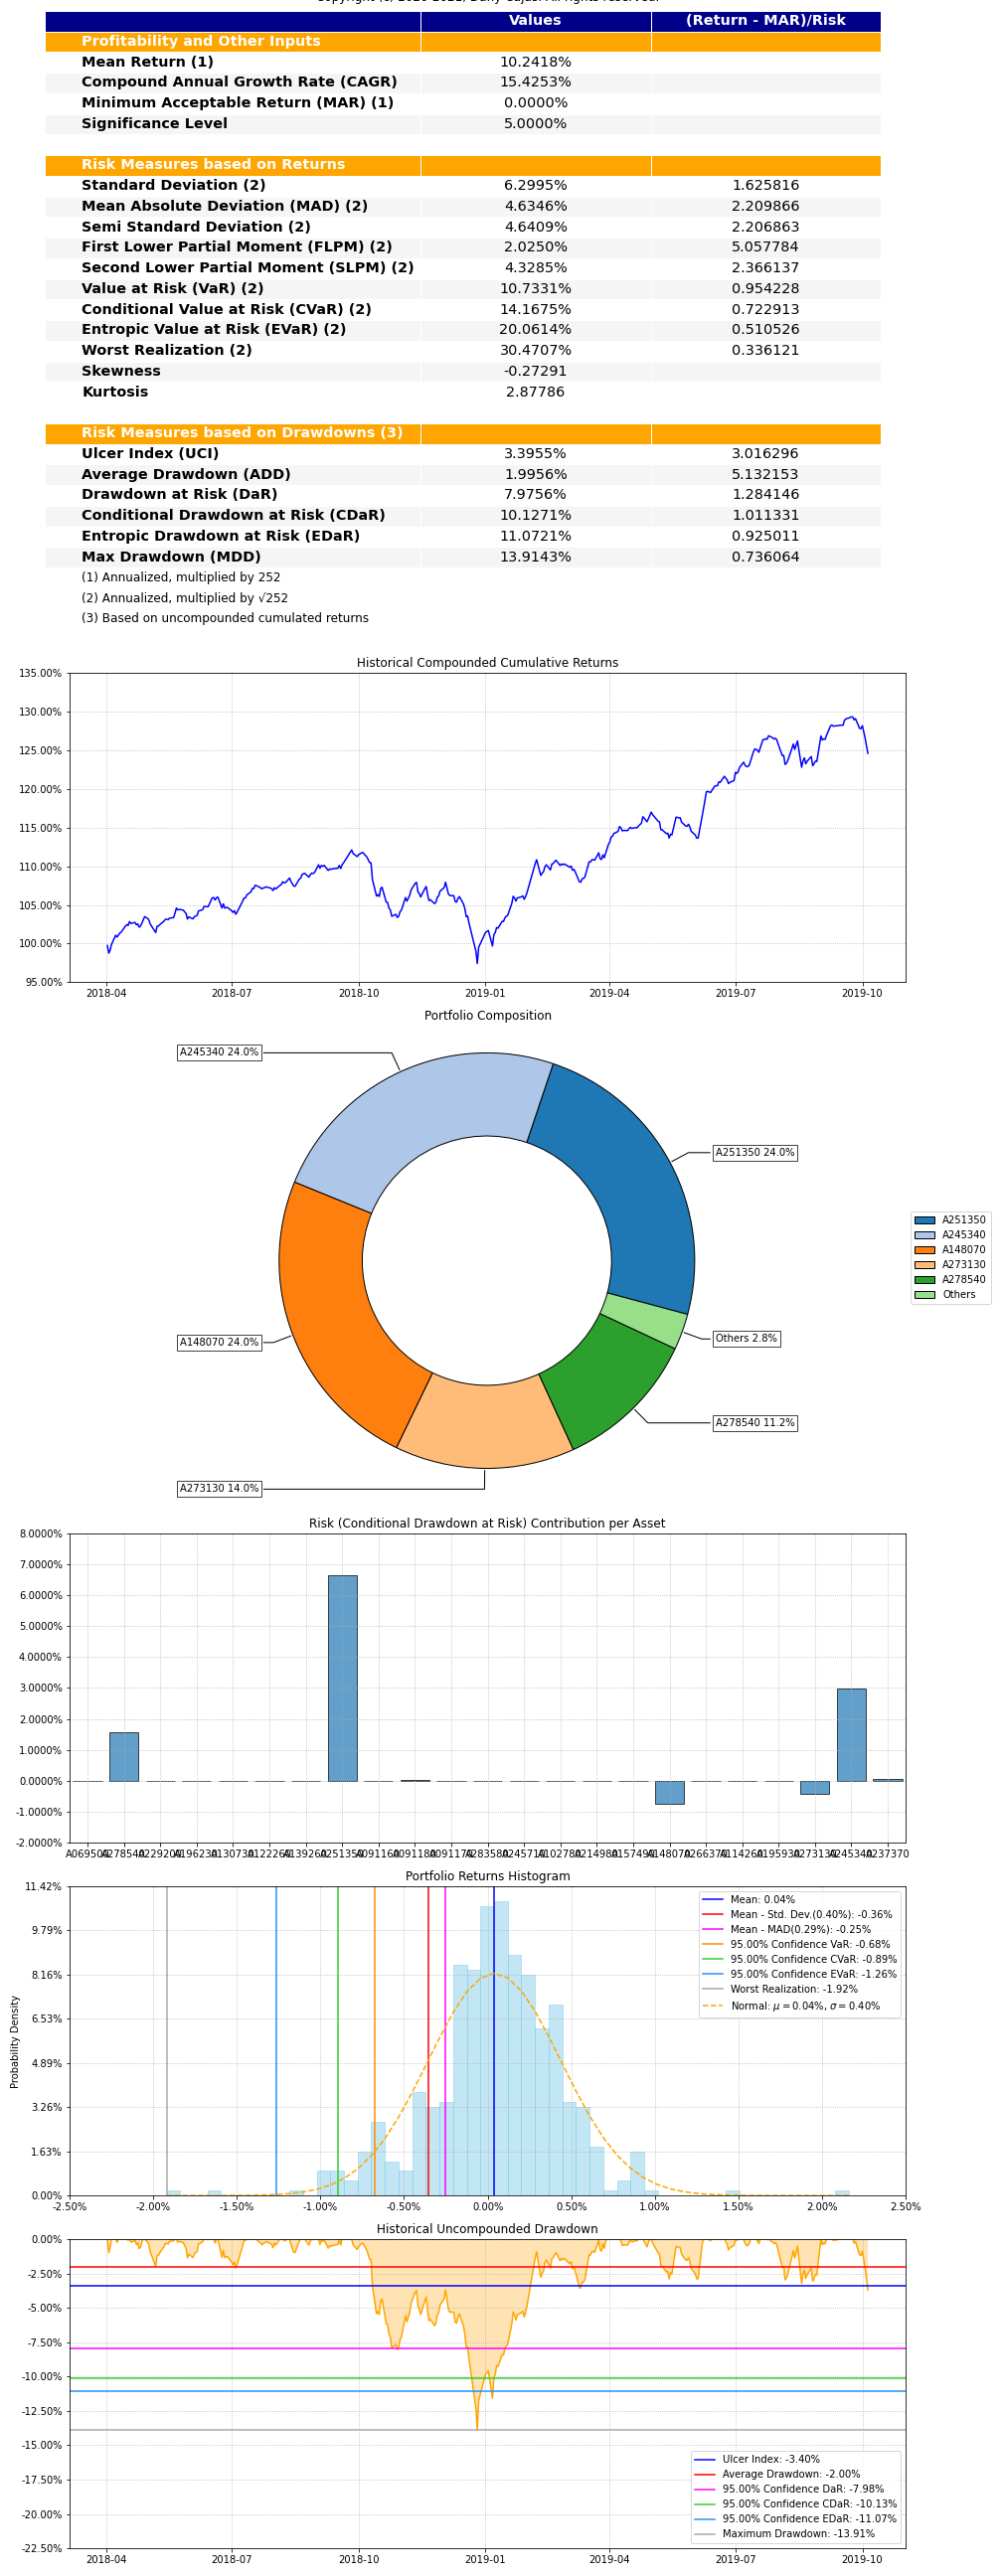 Values (Return - MAR)/Risk
Profitability and Other Inputs
Mean Return (1) 10.2418%
Compound Annual Growth Rate (CAGR) 15.4253%
Minimum Acceptable Return (MAR) (1) 0.0000%
Significance Level 5.0000%
Risk Measures based on Returns
Standard Deviation (2) 6.2995% 1.625816
Mean Absolute Deviation (MAD) (2) 4.6346% 2.209866
Semi Standard Deviation (2) 4.6409% 2.206863
First Lower Partial Moment (FLPM) (2) 2.0250% 5.057784
Second Lower Partial Moment (SLPM) (2) 4.3285% 2.366137
Value at Risk (VaR) (2) 10.7331% 0.954228
Conditional Value at Risk (CVaR) (2) 14.1675% 0.722913
Entropic Value at Risk (EVaR) (2) 20.0614% 0.510526
Worst Realization (2) 30.4707% 0.336121
Skewness -0.27291
Kurtosis 2.87786
Risk Measures based on Drawdowns (3)
Ulcer Index (UCI) 3.3955% 3.016296
Average Drawdown (ADD) 1.9956% 5.132153
Drawdown at Risk (DaR) 7.9756% 1.284146
Conditional Drawdown at Risk (CDaR) 10.1271% 1.011331
Entropic Drawdown at Risk (EDaR) 11.0721% 0.925011
Max Drawdown (MDD) 13.9143% 0.736064
(1) Annualized, multiplied by 252
(2) Annualized, multiplied by √252
(3) Based on uncompounded cumulated returns
Historical Compounded Cumulative Returns
135.00%
130.00%
125.00%
120.00%
115.00%
110.00%
105.00%
100.00%
95.00%
2018-04 2018-07 2018-10 2019-01 2019-04 2019-07 2019-10
Portfolio Composition
A245340 24.0%
A251350 24.0%
A251350
A245340
A148070
A273130
A278540
Others
A148070 24.0%
Others 2.8%
A278540 11.2%
A273130 14.0%
Risk (Conditional Drawdown at Risk) Contribution per Asset
8.0000%
7.0000%
6.0000%
5.0000%
4.0000%
3.0000%
2.0000%
1.0000%
0.0000%
-1.0000%
-2.0000%
Portfolio Returns Histogram
Probability Density
11.42%
9.79%
8.16%
6.53%
4.89%
3.26%
1.63%
0.00%
Mean: 0.04%
Mean - Std. Dev.(0.40%): -0.36%
Mean - MAD(0.29%): -0.25%
95.00% Confidence VaR: -0.68%
95.00% Confidence CVaR: -0.89%
95.00% Confidence EVaR: -1.26%
Worst Realization: -1.92%
Normal: μ = 0.04%, σ = 0.40%
-2.50% -2.00% -1.50% -1.00% -0.50% 0.00% 0.50% 1.00% 1.50% 2.00% 2.50%
Historical Uncompounded Drawdown
0.00%
-2.50%
-5.00%
-7.50%
-10.00%
-12.50%
-15.00%
-17.50%
-20.00%
-22.50%
Ulcer Index: -3.40%
Average Drawdown: -2.00%
95.00% Confidence DaR: -7.98%
95.00% Confidence CDaR: -10.13%
95.00% Confidence EDaR: -11.07%
Maximum Drawdown: -13.91%
2018-04 2018-07 2018-10 2019-01 2019-04 2019-07 2019-10